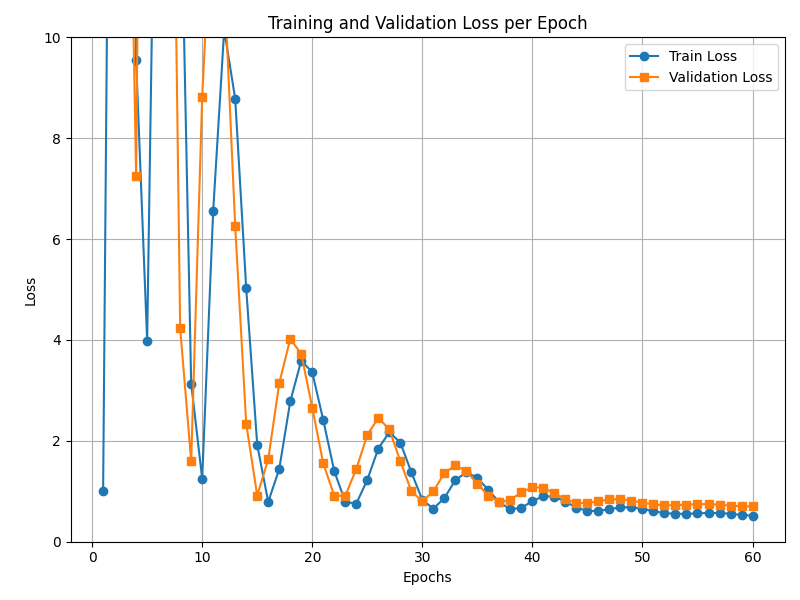 Training and Validation Loss per Epoch
Train Loss
Validation Loss
Loss
10
8
6
4
2
0
0 10 20 30 40 50 60
Epochs